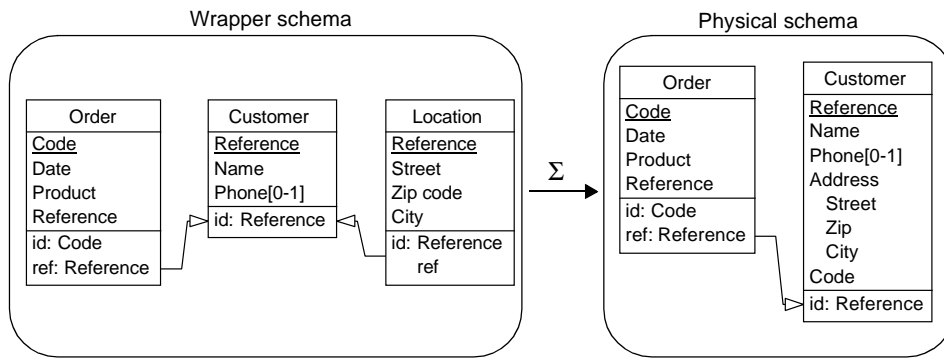 Wrapper schema
Order
Code
Date
Product
Reference
id: Code
ref: Reference
Customer
Reference
Name
Phone[0-1]
id: Reference
Location
Reference
Street
Zip code
City
id: Reference
ref
Σ
Physical schema
Order
Code
Date
Product
Reference
id: Code
ref: Reference
Customer
Reference
Name
Phone[0-1]
Address
Street
Zip
City
Code
id: Reference